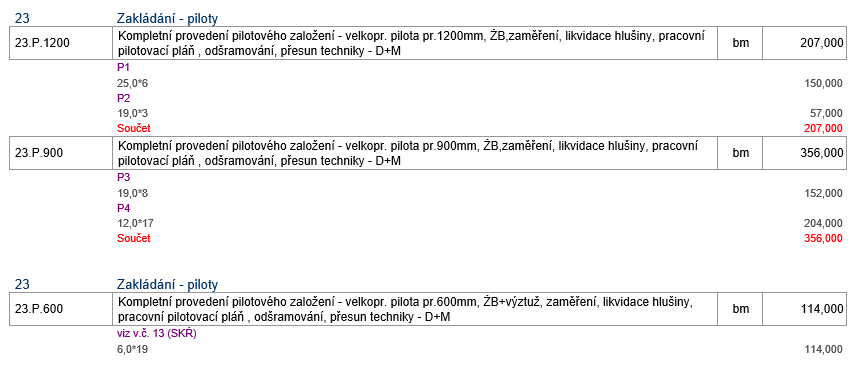 23 Zakládání - piloty
23.P.1200 Kompletní provedení pilotového založení - velkopr. pilota pr.1200mm, ŽB,zaměření, likvidace hlušiny, pracovní bm 207,000
pilotovací pláň , odšramování, přesun techniky - D+M
P1
25,0*6 150,000
P2
19,0*3 57,000
Součet 207,000
23.P.900 Kompletní provedení pilotového založení - velkopr. pilota pr.900mm, ŽB,zaměření, likvidace hlušiny, pracovní bm 356,000
pilotovací pláň , odšramování, přesun techniky - D+M
P3
19,0*8 152,000
P4
12,0*17 204,000
Součet 356,000
23 Zakládání - piloty
23.P.600 Kompletní provedení pilotového založení - velkopr. pilota pr.600mm, ŽB+výztuž, zaměření, likvidace hlušiny, bm 114,000
pracovní pilotovací pláň , odšramování, přesun techniky - D+M
viz v.č. 13 (SKŘ)
6,0*19 114,000